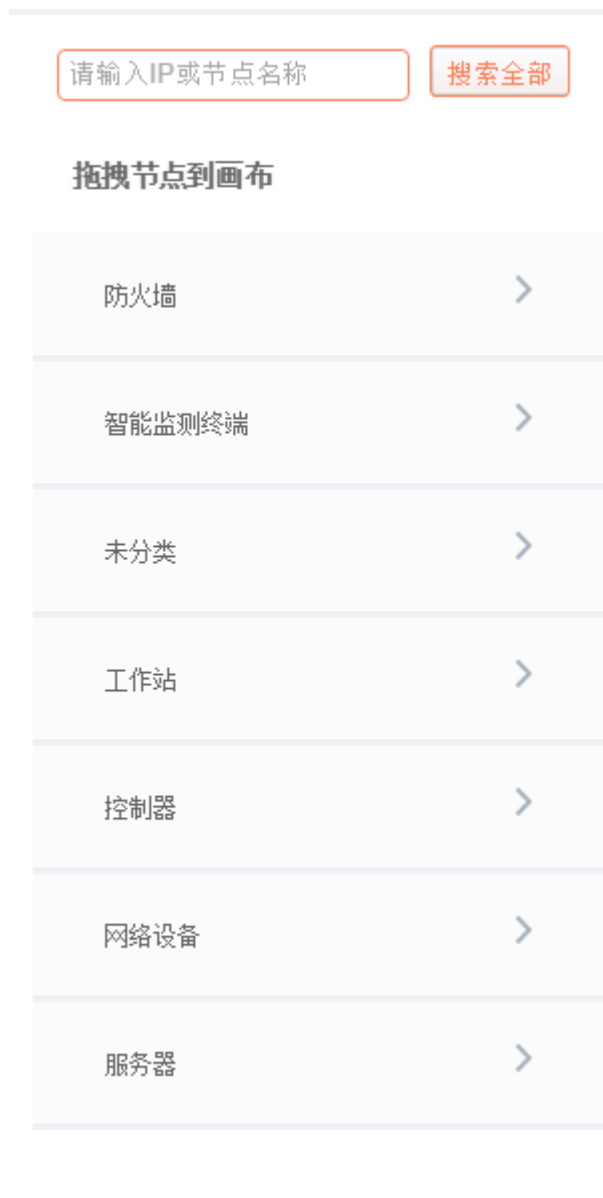 请输入IP或节点名称 搜索全部
拖拽节点到画布
防火墙
智能监测终端
未分类
工作站
控制器
网络设备
服务器